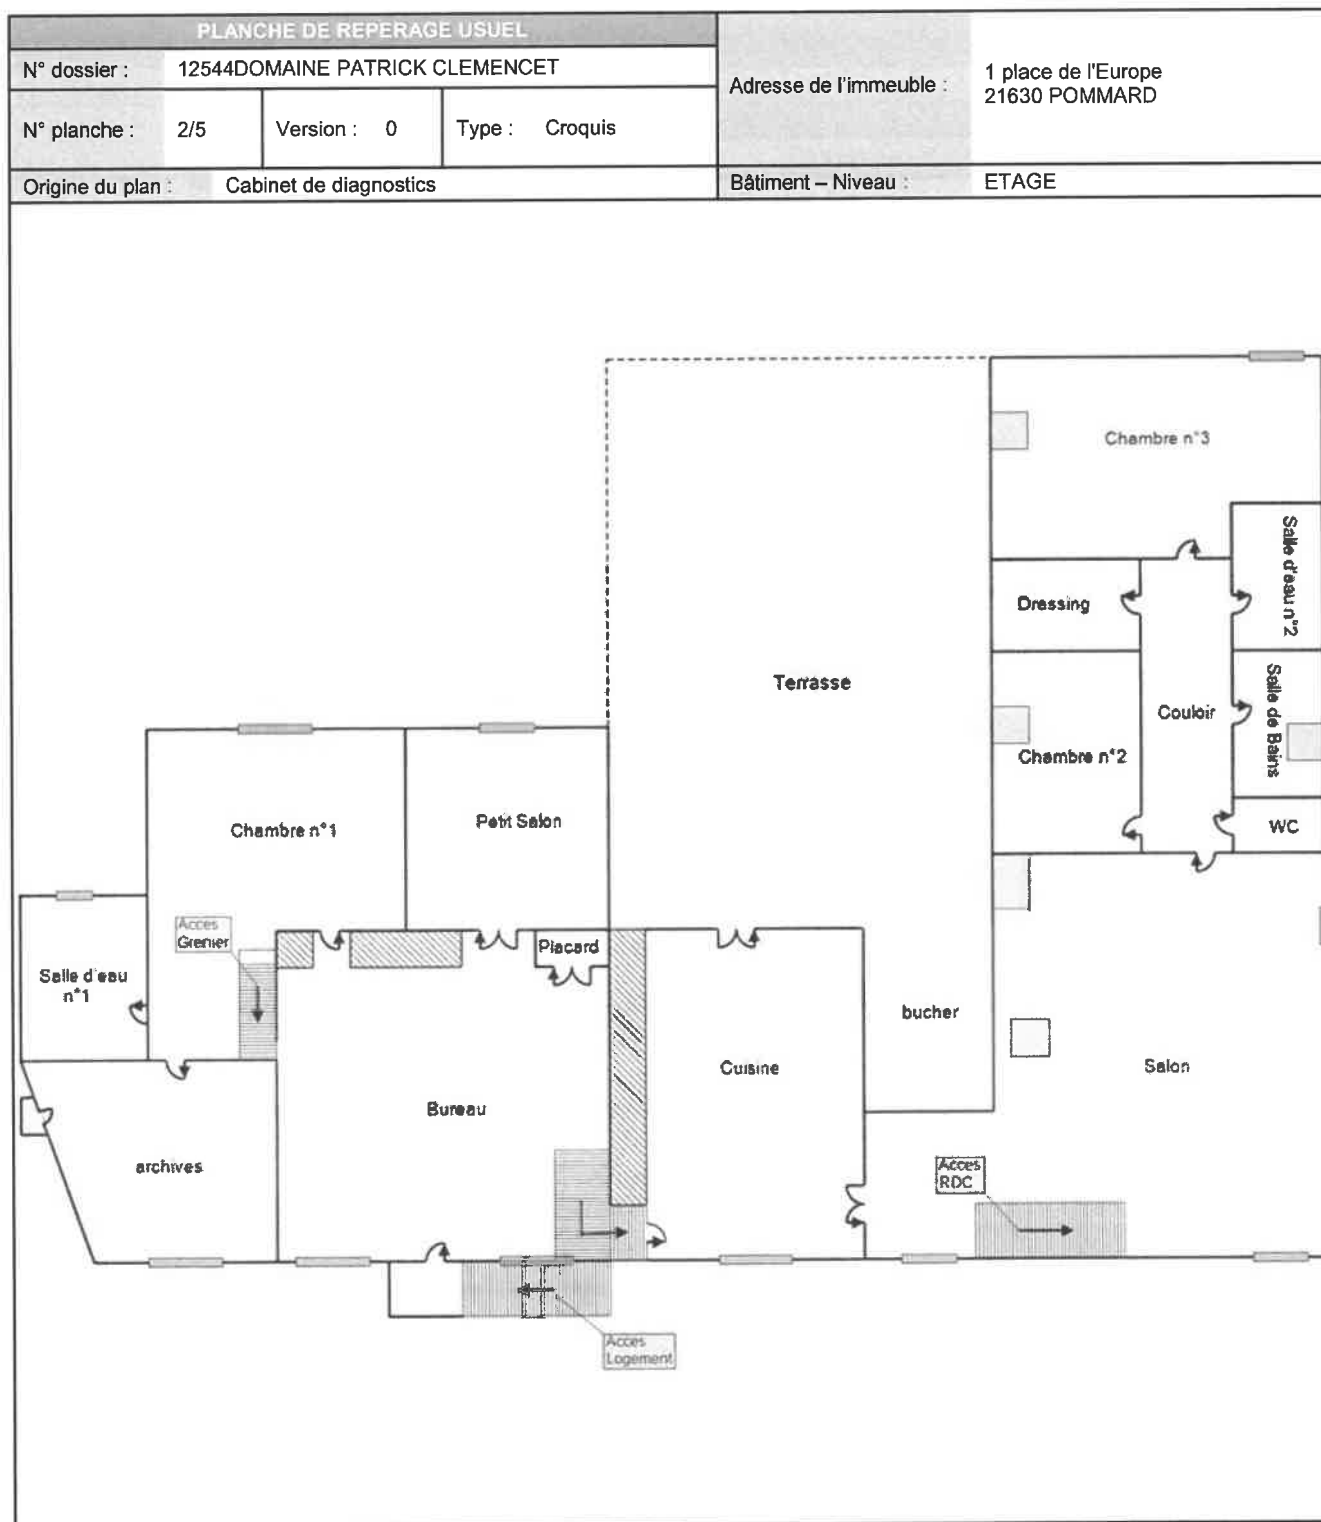 PLANCHE DE REPERAGE USUEL
N° dossier : 12544DOMAINE PATRICK CLEMENCET
Adresse de l'immeuble : 1 place de l'Europe
21630 POMMARD
N° planche : 2/5 Version : 0 Type : Croquis
Origine du plan : Cabinet de diagnostics
Bâtiment – Niveau : ETAGE
Chambre n°3
Salle d'eau n°2
Dressing
Terrasse
Couloir
Salle de Bains
Chambre n°2
Chambre n°1
Petit Salon
WC
Acces
Grenier
Placard
Salle d'eau
n°1
bucher
Cuisine
Salon
Bureau
archives
Acces
RDC
Acces
Logement